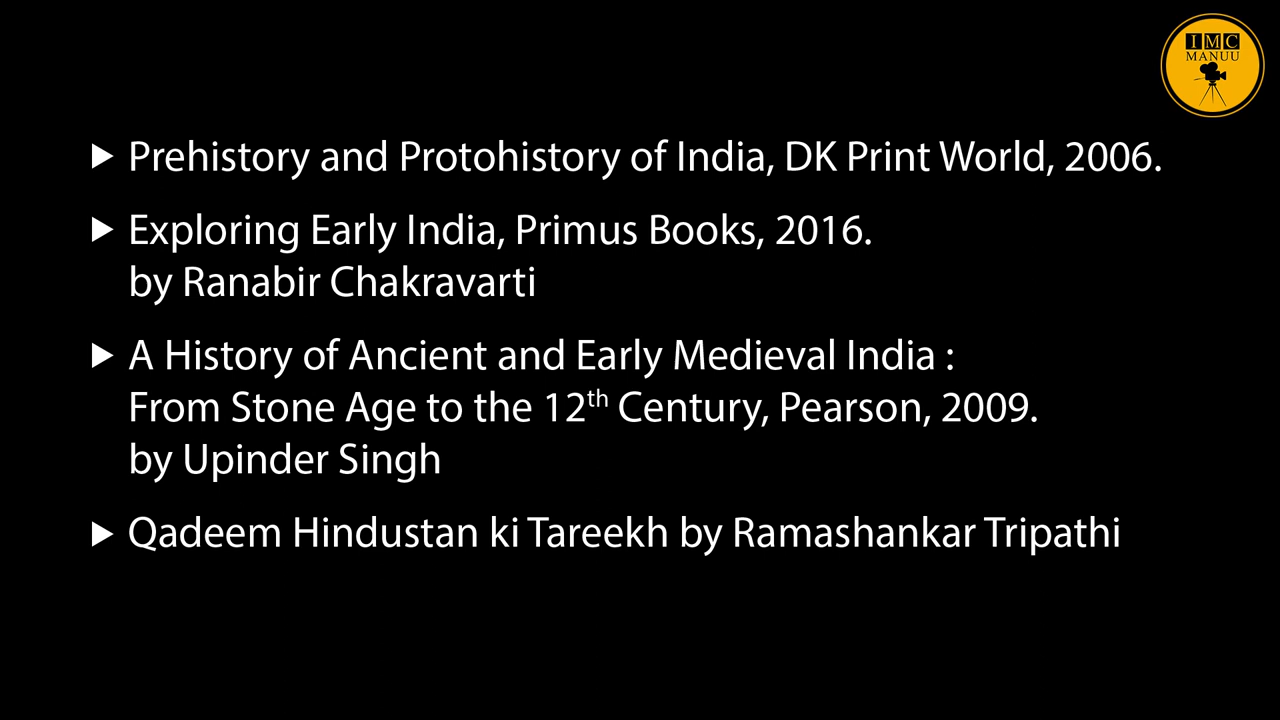 IMC
MANUU
▶ Prehistory and Protohistory of India, DK Print World, 2006.
▶ Exploring Early India, Primus Books, 2016.
by Ranabir Chakravarti
▶ A History of Ancient and Early Medieval India :
From Stone Age to the 12th Century, Pearson, 2009.
by Upinder Singh
▶ Qadeem Hindustan ki Tareekh by Ramashankar Tripathi